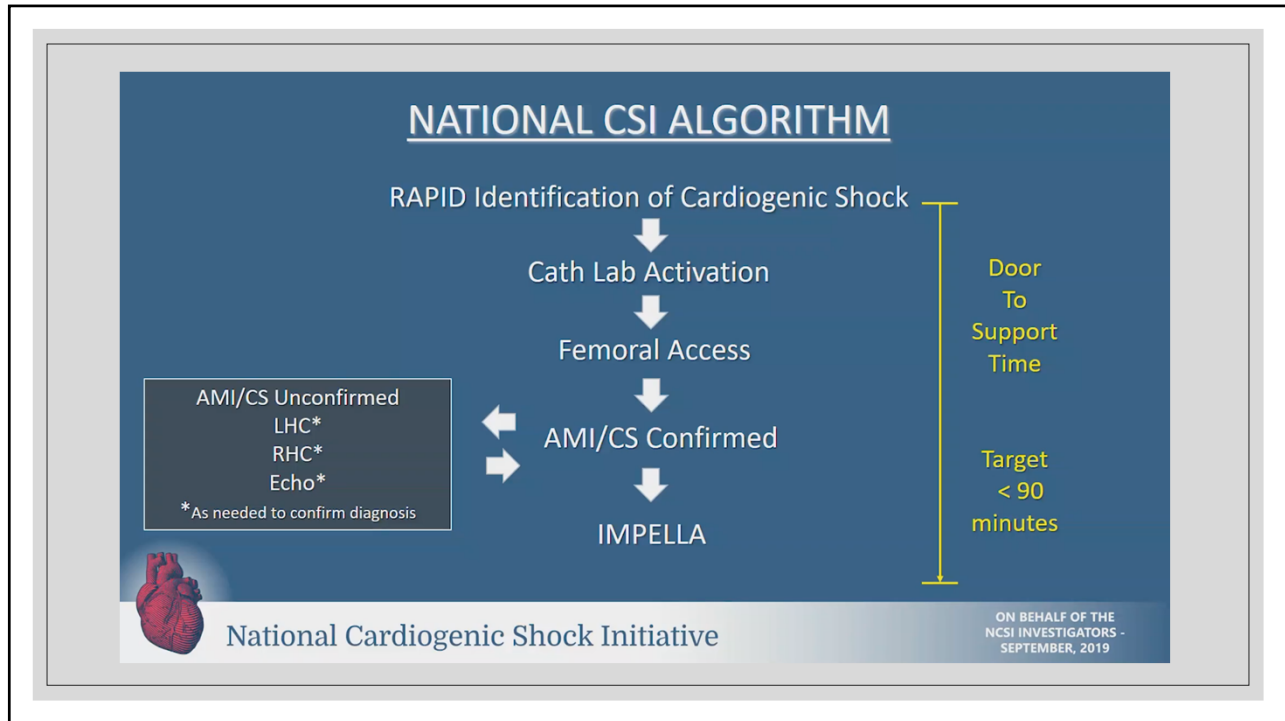 NATIONAL CSI ALGORITHM
RAPID Identification of Cardiogenic Shock
Cath Lab Activation
Femoral Access
AMI/CS Confirmed
IMPELLA
AMI/CS Unconfirmed
LHC*
RHC*
Echo*
*As needed to confirm diagnosis
Door
To
Support
Time
Target
< 90
minutes
National Cardiogenic Shock Initiative
ON BEHALF OF THE
NCSI INVESTIGATORS -
SEPTEMBER, 2019